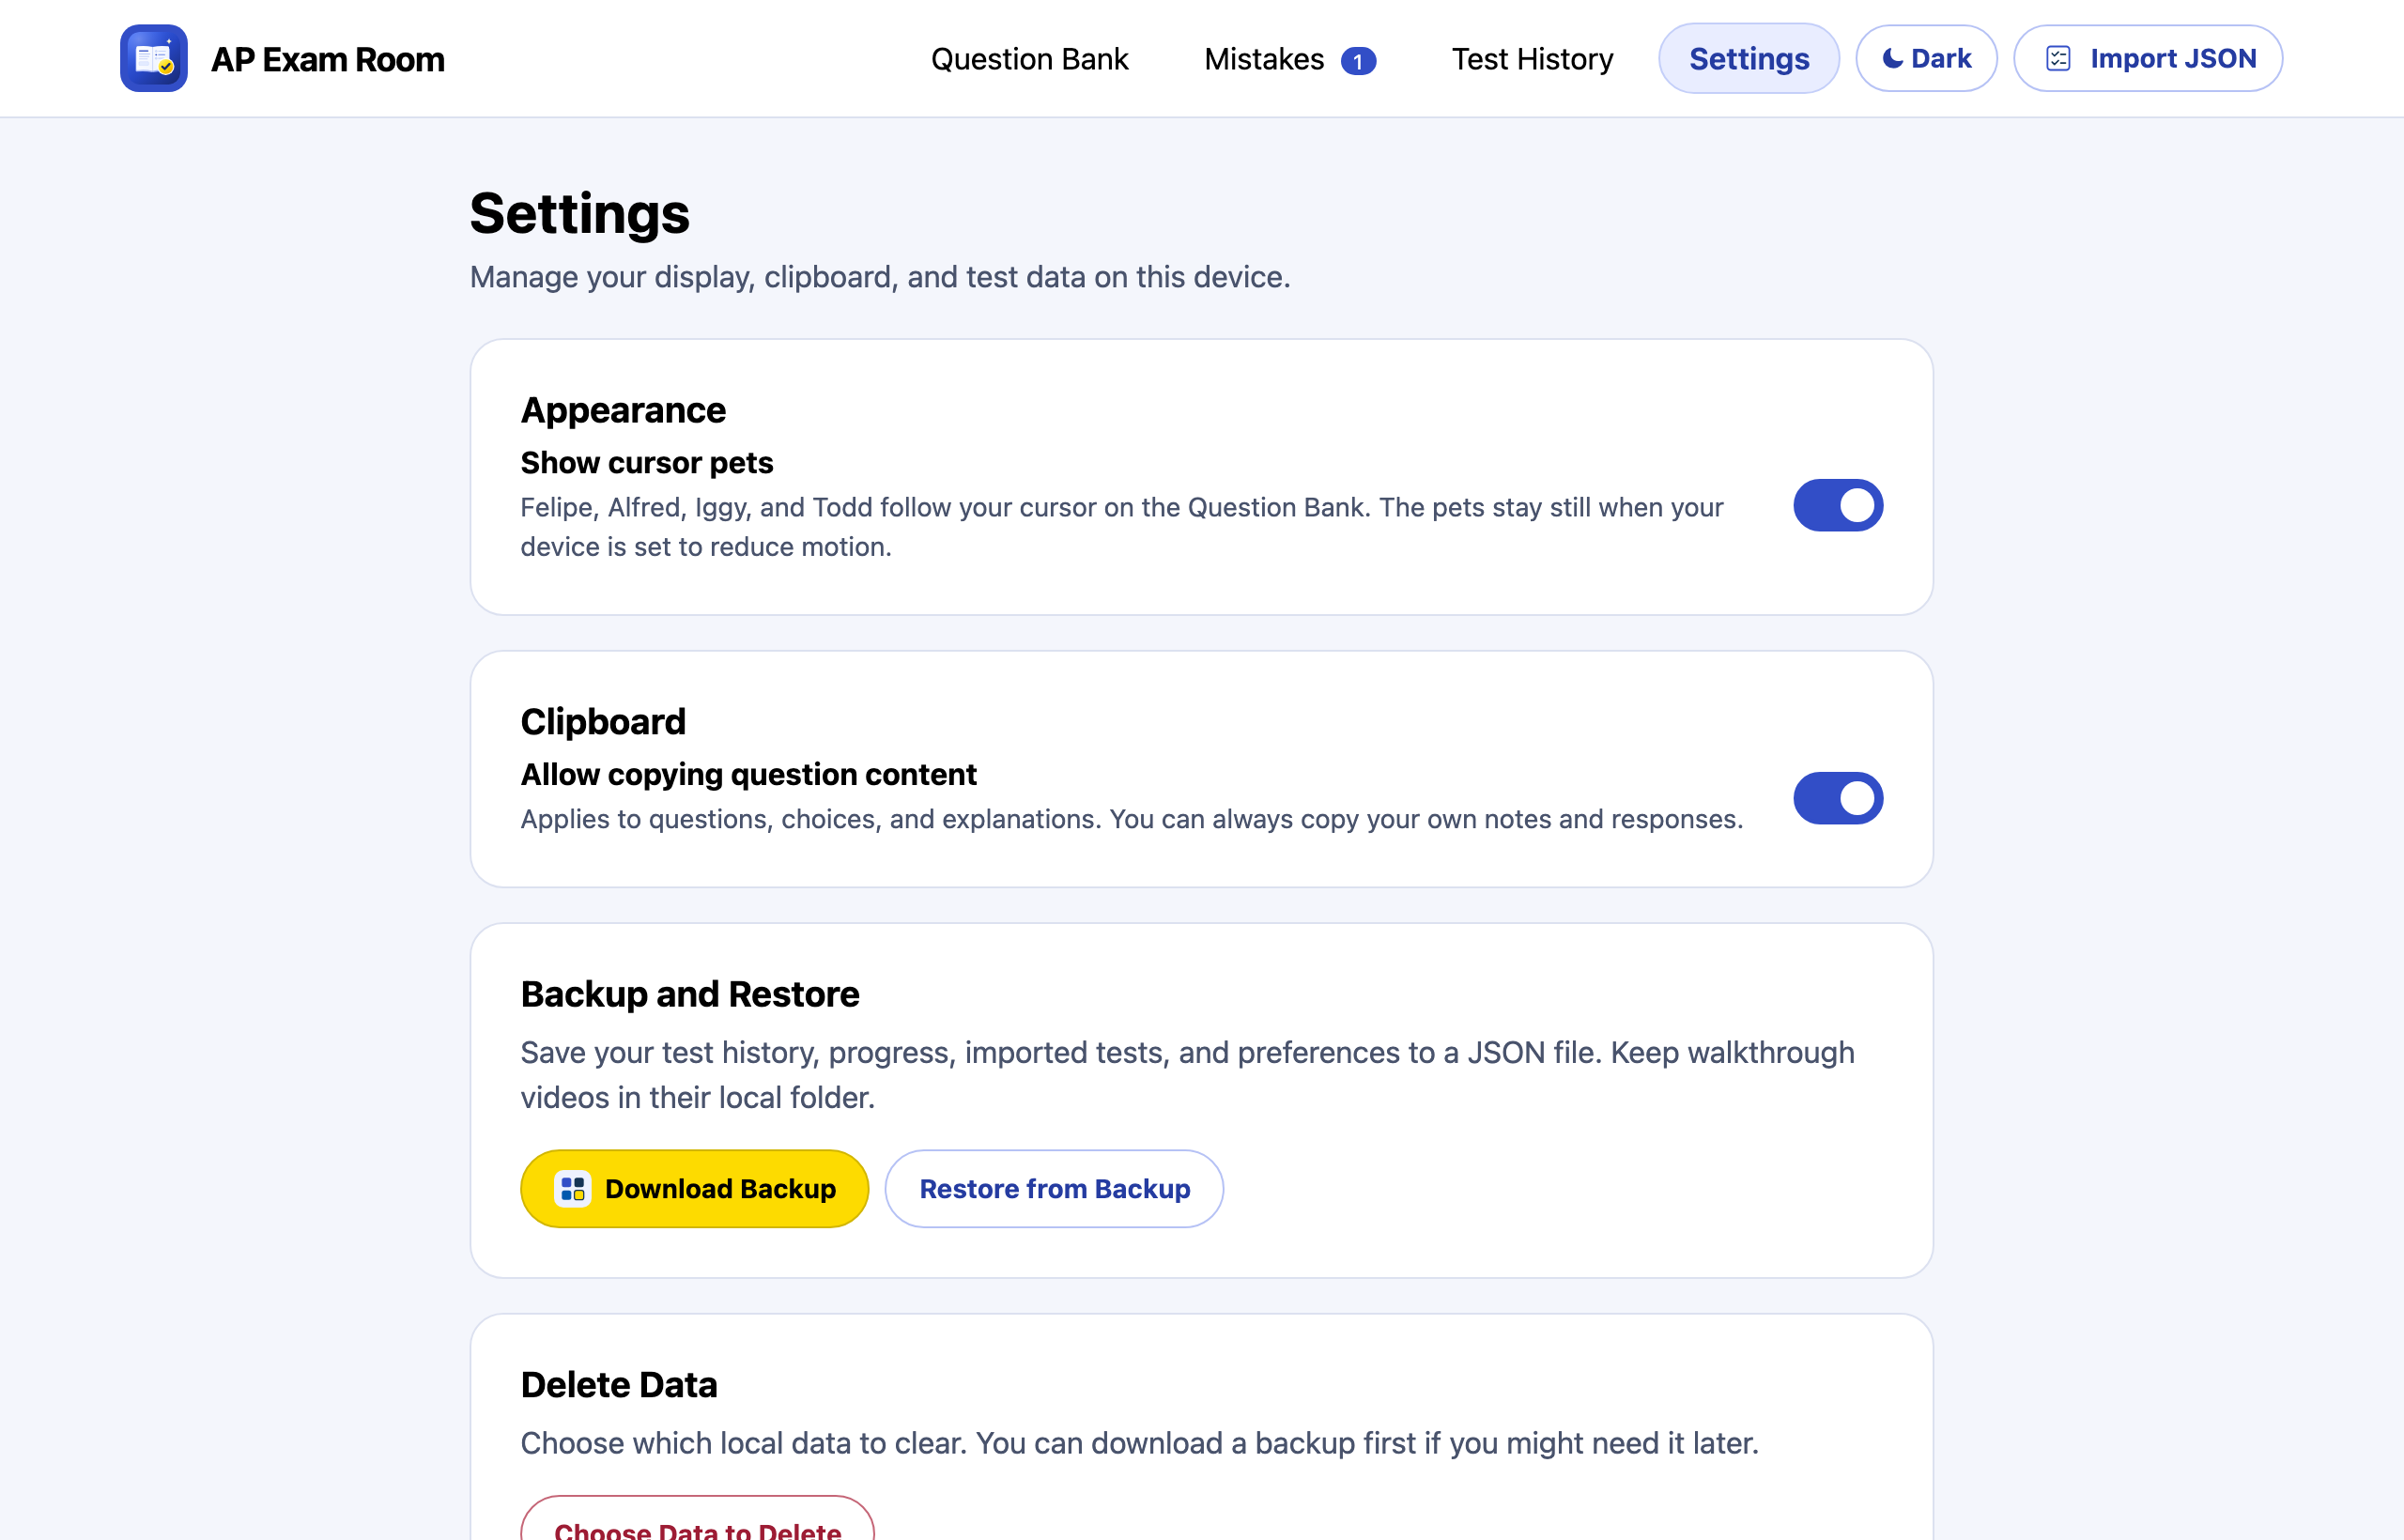 AP Exam Room
Question Bank
Mistakes 1
Test History
Settings
Dark
Import JSON
Settings
Manage your display, clipboard, and test data on this device.
Appearance
Show cursor pets
Felipe, Alfred, Iggy, and Todd follow your cursor on the Question Bank. The pets stay still when your
device is set to reduce motion.
Clipboard
Allow copying question content
Applies to questions, choices, and explanations. You can always copy your own notes and responses.
Backup and Restore
Save your test history, progress, imported tests, and preferences to a JSON file. Keep walkthrough
videos in their local folder.
Download Backup
Restore from Backup
Delete Data
Choose which local data to clear. You can download a backup first if you might need it later.
Choose Data to Delete